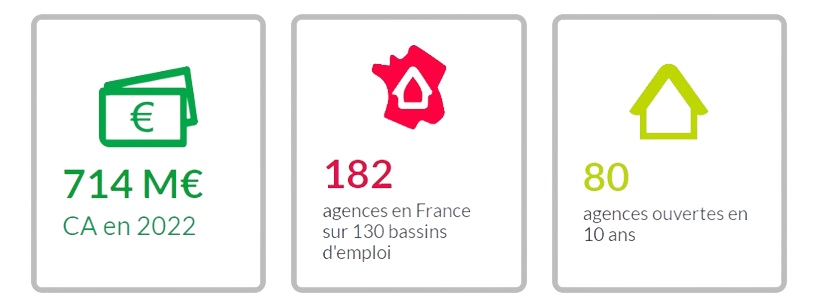 €
714 M€
CA en 2022
182
agences en France
sur 130 bassins
d'emploi
80
agences ouvertes en
10 ans